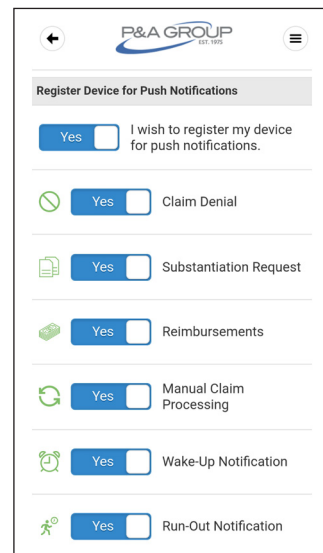 P&A GROUP
EST. 1975
Register Device for Push Notifications
Yes
I wish to register my device
for push notifications.
Yes
Claim Denial
Yes
Substantiation Request
Yes
Reimbursements
Yes
Manual Claim
Processing
Yes
Wake-Up Notification
Yes
Run-Out Notification